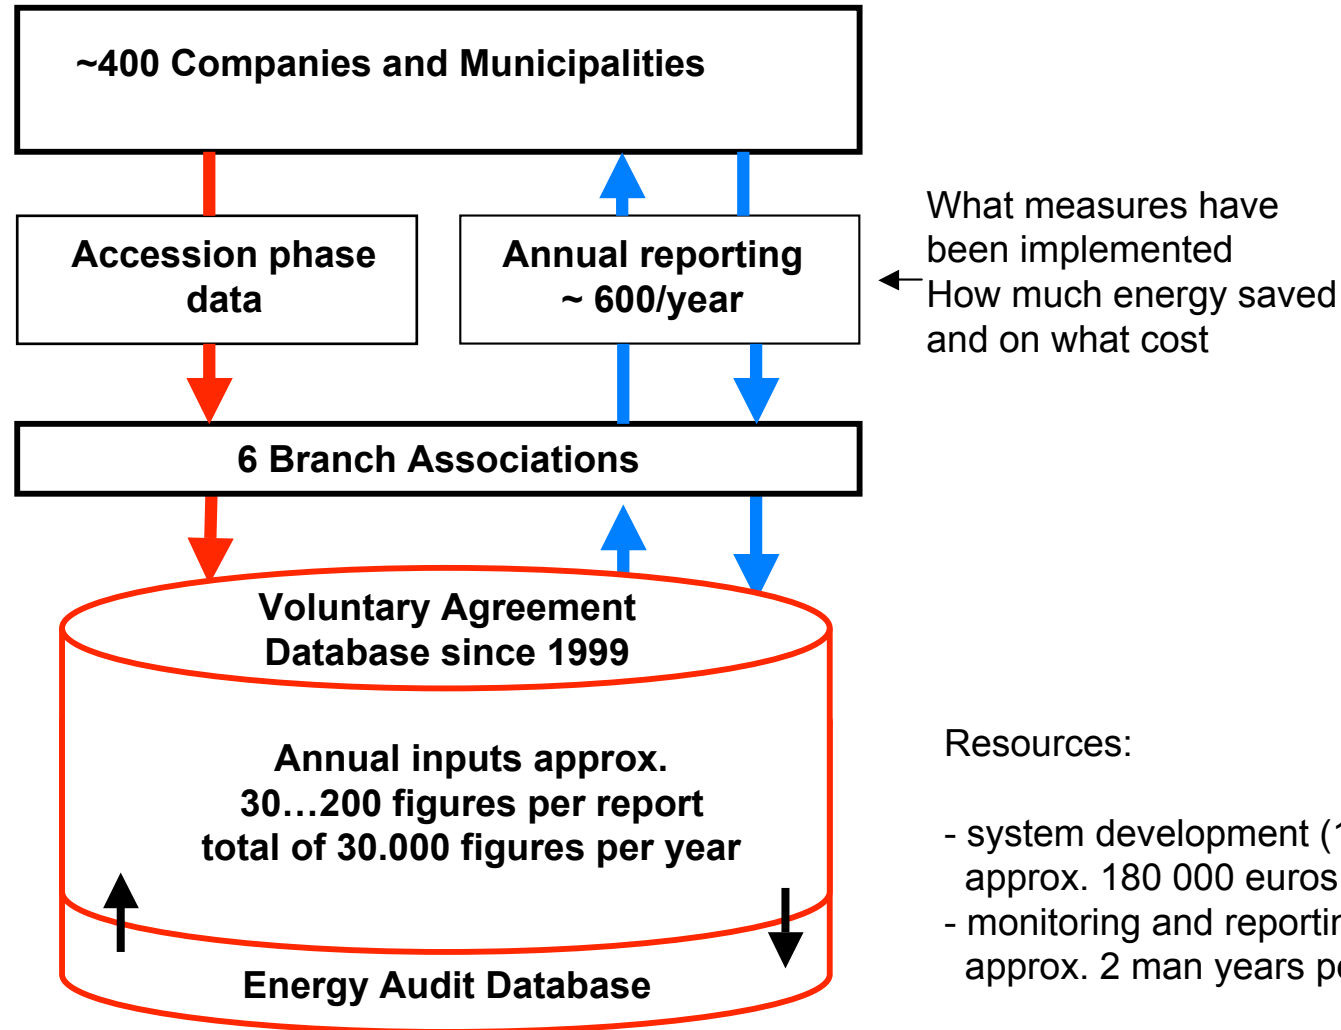 ~400 Companies and Municipalities
Accession phase
data
Annual reporting
~ 600/year
What measures have
been implemented
How much energy saved
and on what cost
6 Branch Associations
Voluntary Agreement
Database since 1999
Annual inputs approx.
30…200 figures per report
total of 30.000 figures per year
Energy Audit Database
Resources:
- system development (
approx. 180 000 euros
- monitoring and
approx. 2 man years